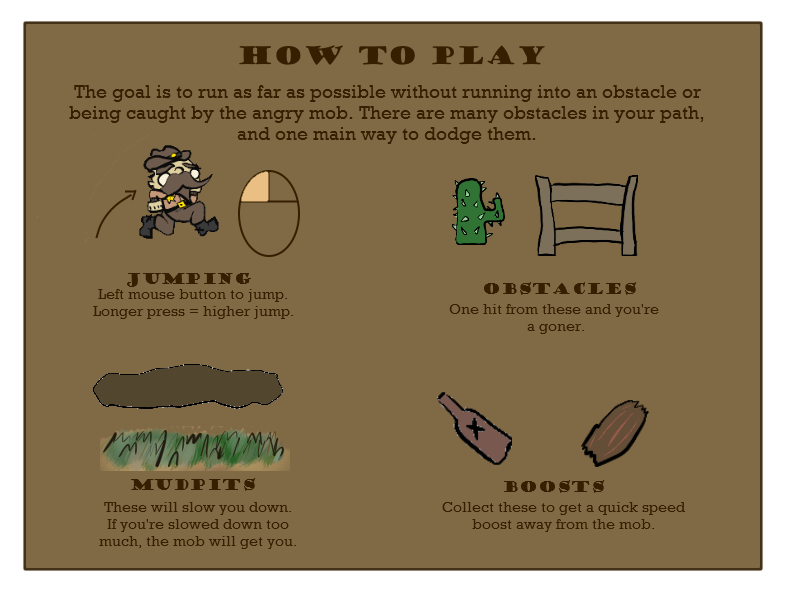 HOW TO PLAY
The goal is to run as far as possible without running into an obstacle or
being caught by the angry mob. There are many obstacles in your path,
and one main way to dodge them.
JUMPING
Left mouse button to jump.
Longer press = higher jump.
OBSTACLES
One hit from these and you're
a goner.
MUDPITS
These will slow you down.
If you're slowed down too
much, the mob will get you.
BOOSTS
Collect these to get a quick speed
boost away from the mob.